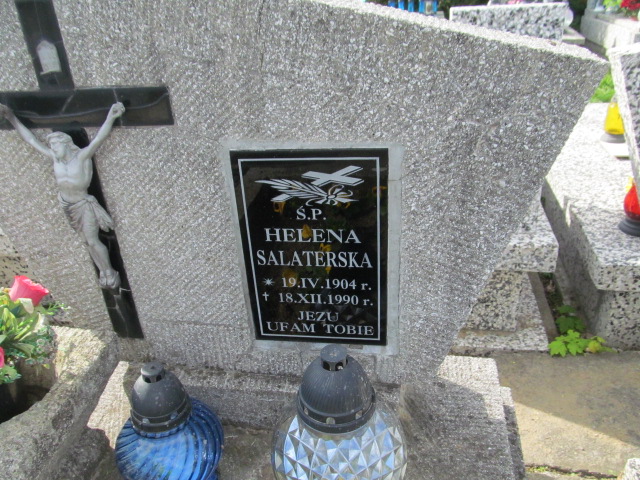 Ś.P.
HELENA
SALATERSKA
* 19.IV.1904 r.
† 18.XII.1990 r.
JEZU
UFAM TOBIE